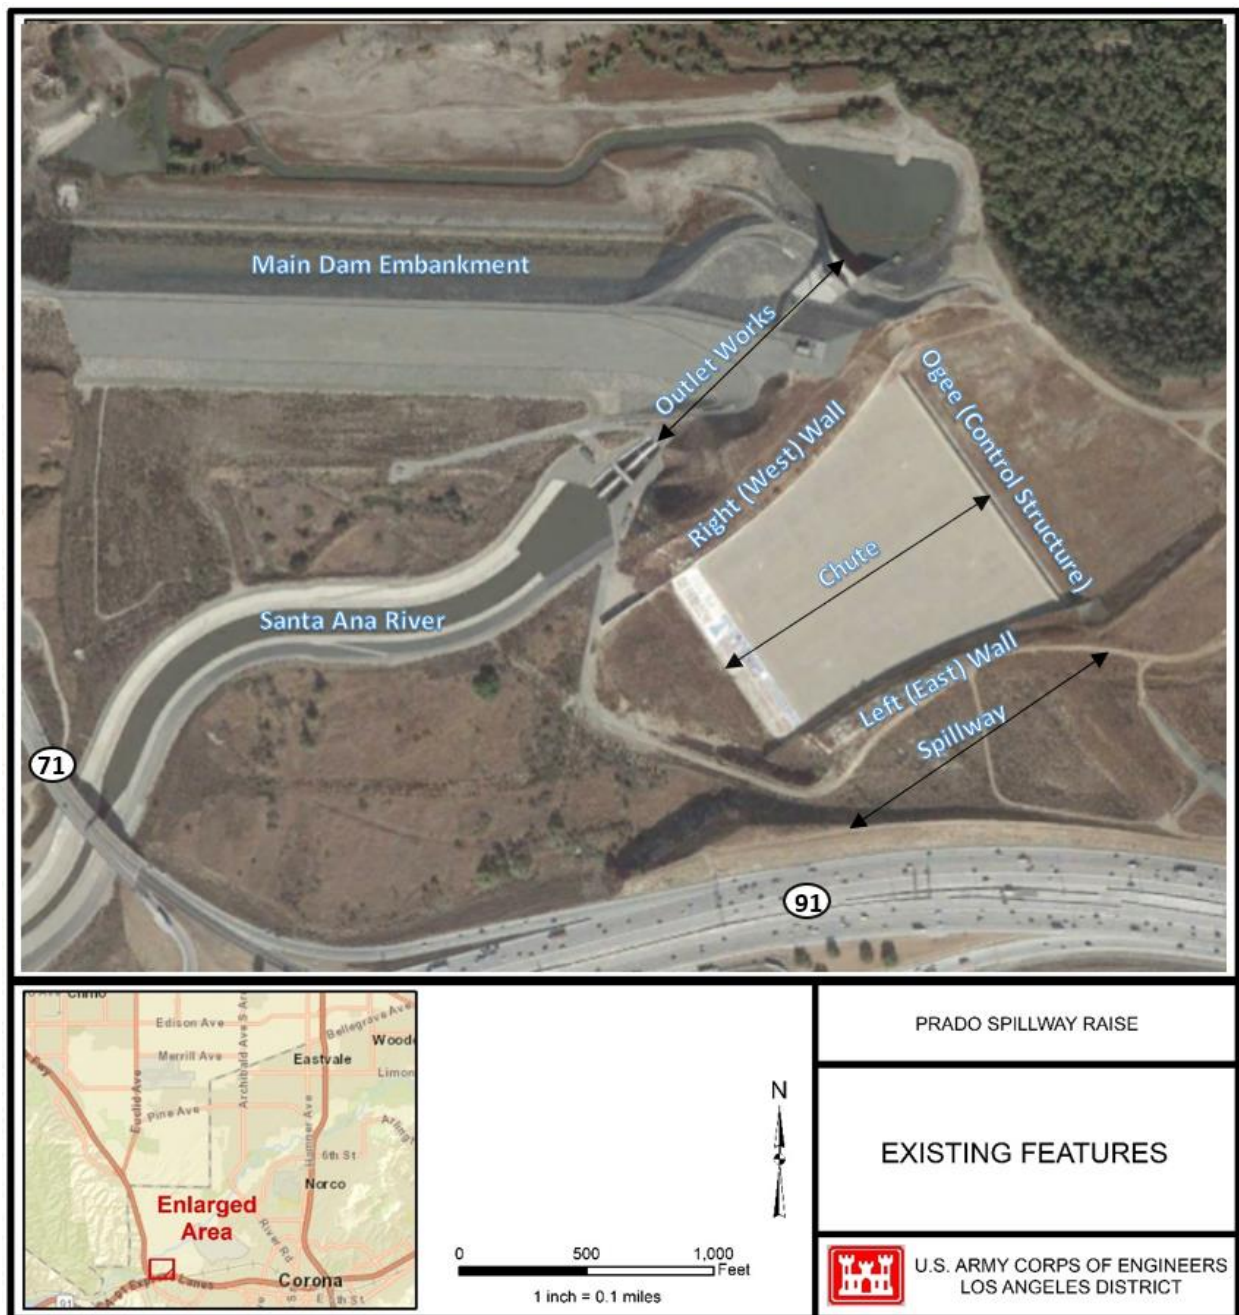 Main Dam Embankment
Outlet Works
Ogee (Control Structure)
Right (West) Wall
Chute
Santa Ana River
Left (East) Wall
Spillway
71
91
Edison Ave
Merrill Ave
Euclid Ave
Pine Ave
Archibald Ave S
Bellegrave Ave
Eastvale
Hamner Ave
6th St
Norco
River Rd
Corona
Enlarged
Area
91
N
0 500 1,000
Feet
1 inch = 0.1 miles
PRADO SPILLWAY RAISE
EXISTING FEATURES
U.S. ARMY CORPS OF ENGINEERS
LOS ANGELES DISTRICT